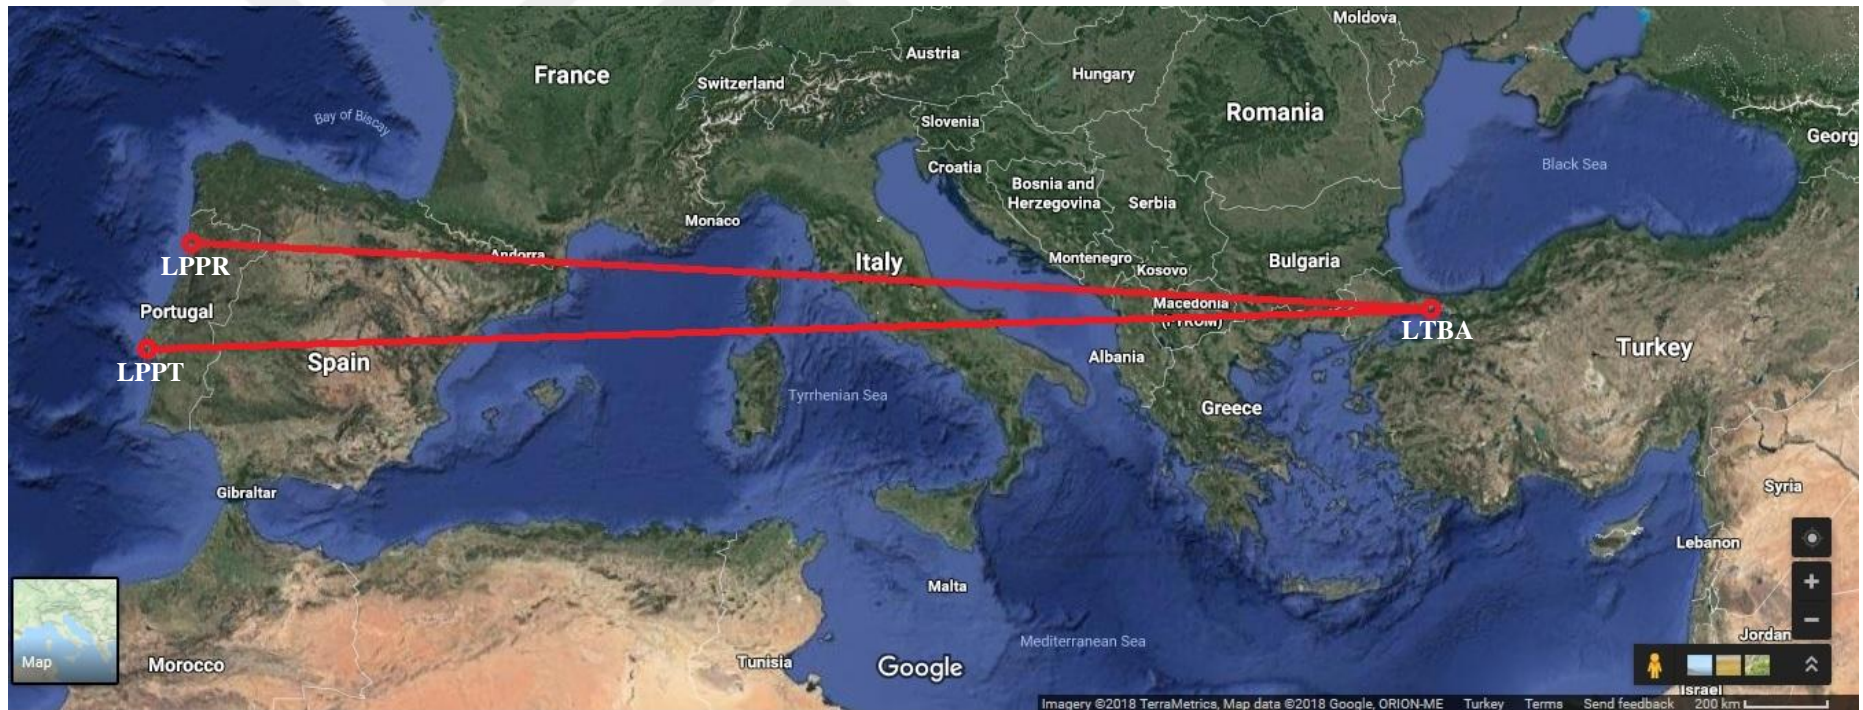 Moldova
Austria
France
Switzerland
Hungary
Romania
Bay of Biscay
Slovenia
Georg
Croatia
Black Sea
Bosnia and
Herzegovina
Serbia
Monaco
LPPR
Andorra
Italy
Montenegro
Kosovo
Bulgaria
Portugal
Macedonia
(FYROM)
LTBA
LPPT
Spain
Albania
Turkey
Tyrrhenian Sea
Greece
Gibraltar
Syria
Lebanon
Malta
Mediterranean Sea
Jordan
Map
Morocco
Tunisia
Google
Israel
Imagery ©2018 TerraMetrics, Map data ©2018 Google, ORION-ME Turkey Terms Send feedback 200 km